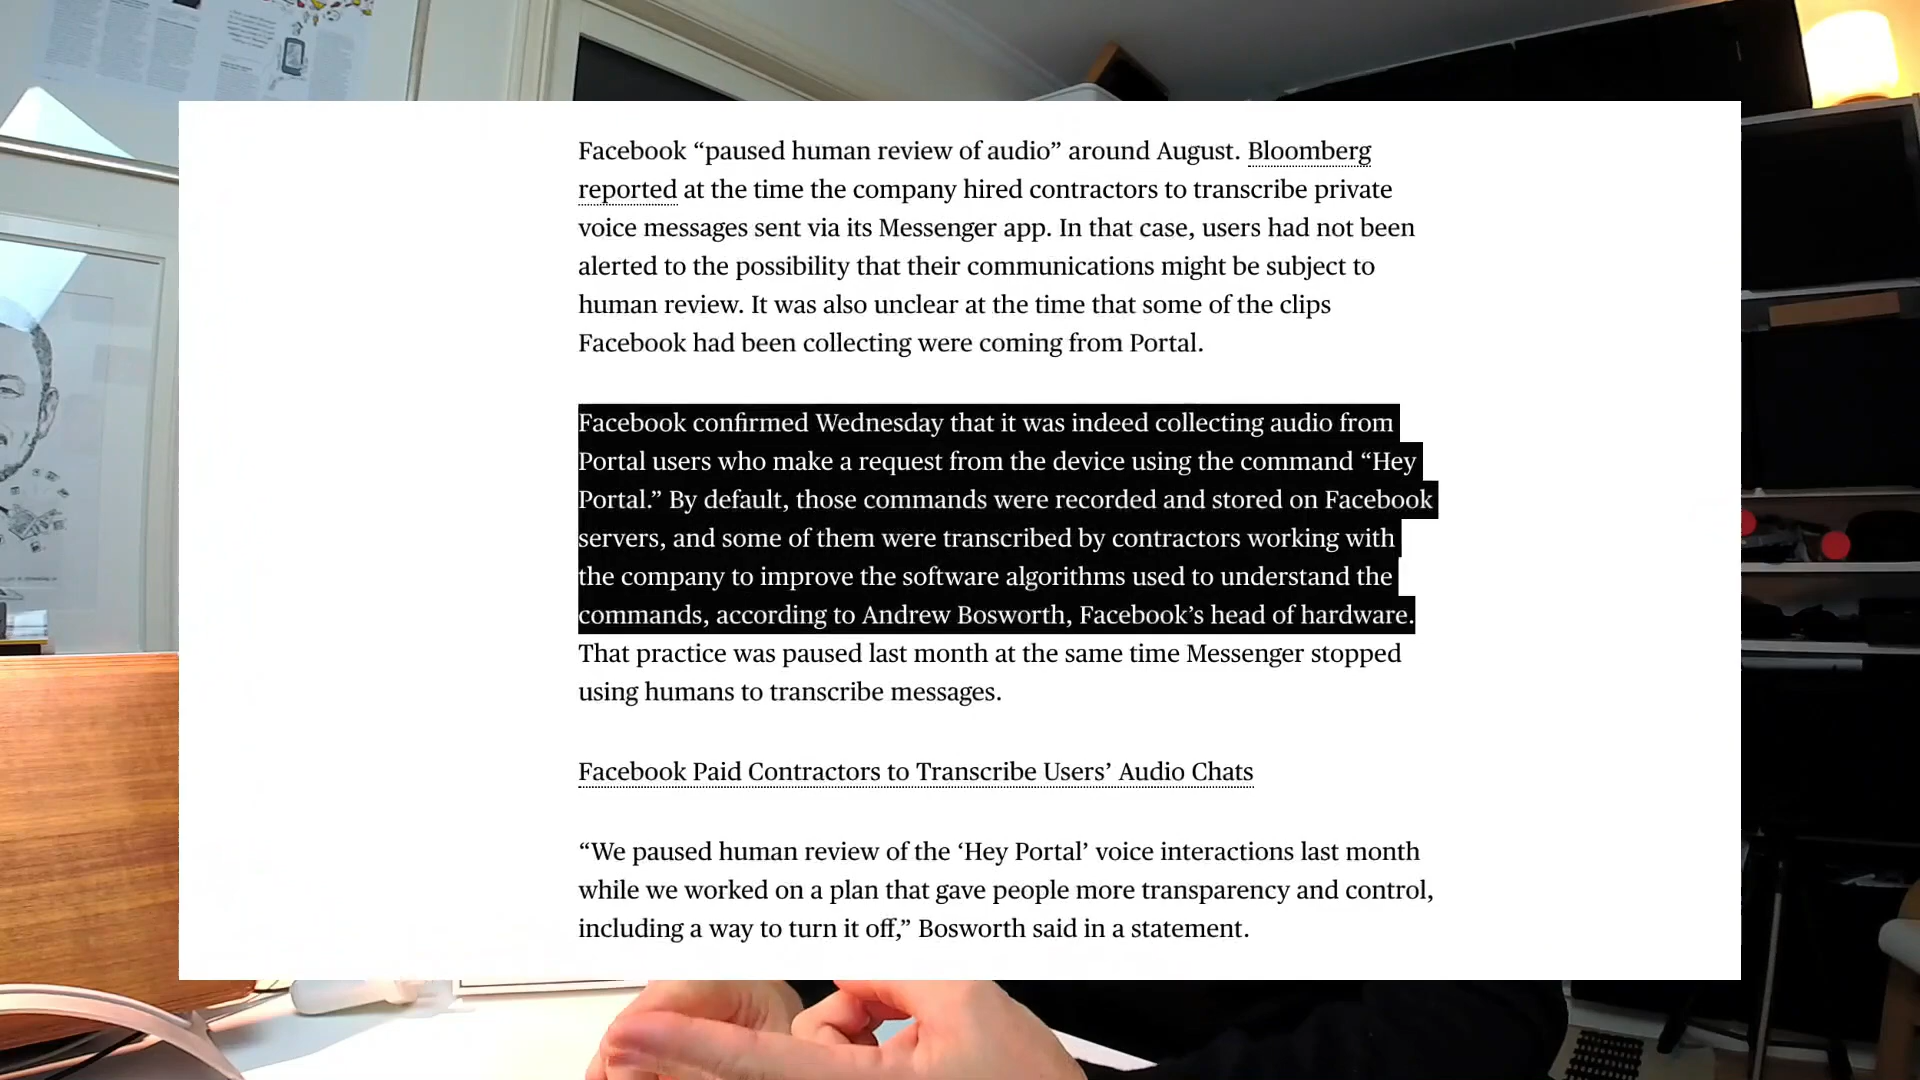 Facebook “paused human review of audio” around August. Bloomberg
reported at the time the company hired contractors to transcribe private
voice messages sent via its Messenger app. In that case, users had not been
alerted to the possibility that their communications might be subject to
human review. It was also unclear at the time that some of the clips
Facebook had been collecting were coming from Portal.
Facebook confirmed Wednesday that it was indeed collecting audio from
Portal users who make a request from the device using the command “Hey
Portal.” By default, those commands were recorded and stored on Facebook
servers, and some of them were transcribed by contractors working with
the company to improve the software algorithms used to understand the
commands, according to Andrew Bosworth, Facebook’s head of hardware.
That practice was paused last month at the same time Messenger stopped
using humans to transcribe messages.
Facebook Paid Contractors to Transcribe Users’ Audio Chats
“We paused human review of the ‘Hey Portal’ voice interactions last month
while we worked on a plan that gave people more transparency and control,
including a way to turn it off,” Bosworth said in a statement.